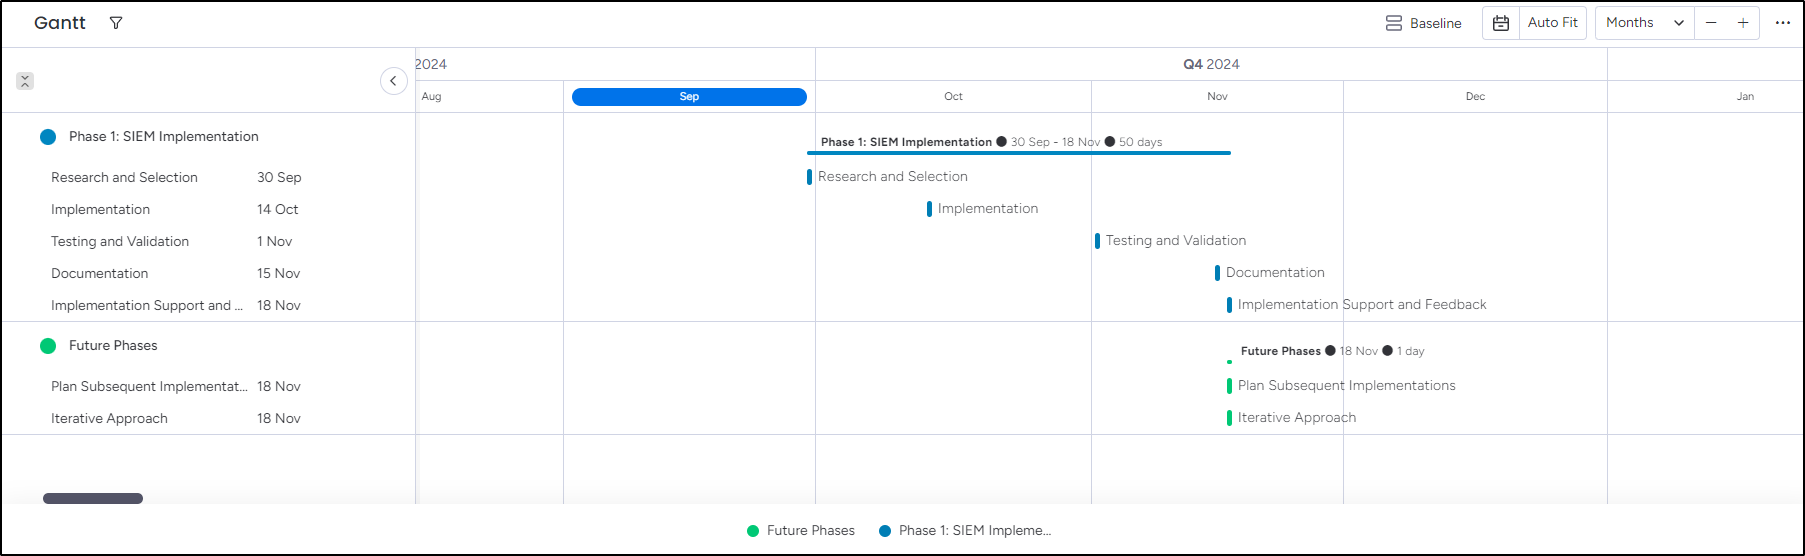 Gantt
Baseline
Auto Fit
Months
2024
Q4 2024
Aug
Sep
Oct
Nov
Dec
Jan
Phase 1: SIEM Implementation
Phase 1: SIEM Implementation ● 30 Sep - 18 Nov ● 50 days
Research and Selection 30 Sep
Research and Selection
Implementation 14 Oct
Implementation
Testing and Validation 1 Nov
Testing and Validation
Documentation 15 Nov
Documentation
Implementation Support and ... 18 Nov
Implementation Support and Feedback
Future Phases
Future Phases ● 18 Nov ● 1 day
Plan Subsequent Implementat... 18 Nov
Plan Subsequent Implementations
Iterative Approach 18 Nov
Iterative Approach
Future Phases
Phase 1: SIEM Impleme...